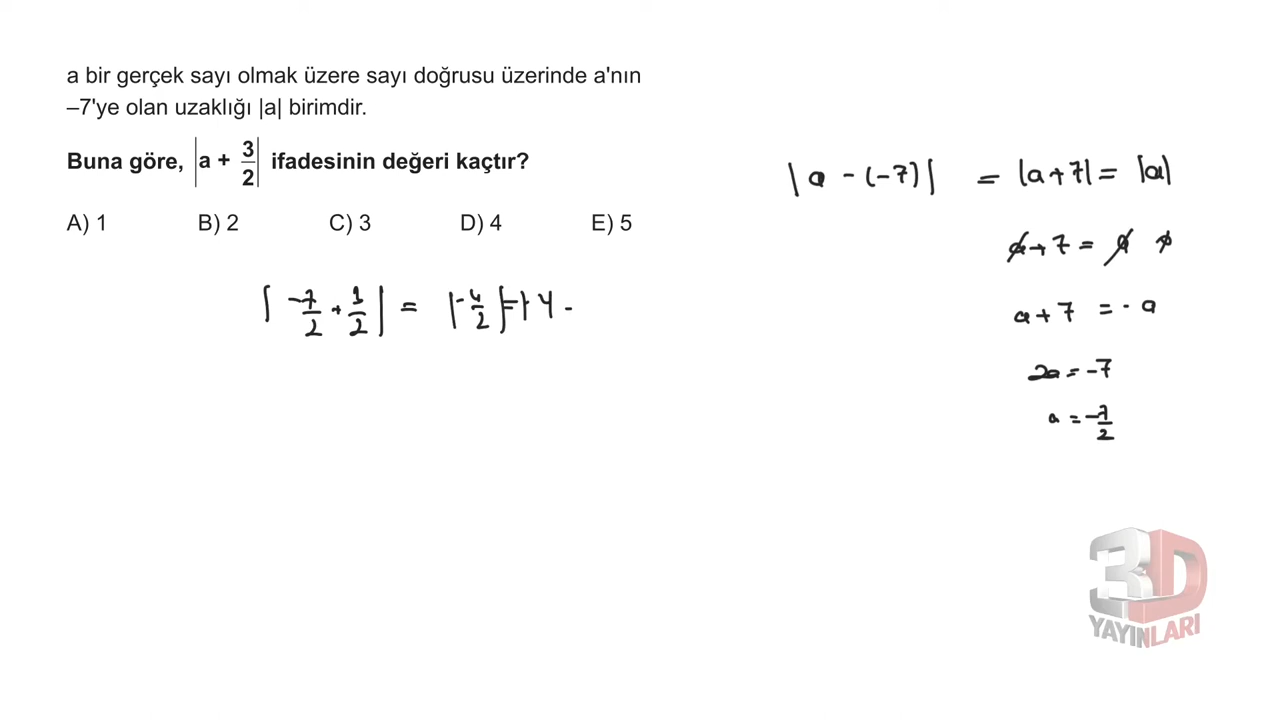 a bir gerçek sayı olmak üzere sayı doğrusu üzerinde a'nın
–7'ye olan uzaklığı |a| birimdir.
Buna göre, |a + 3/2| ifadesinin değeri kaçtır?
A) 1 B) 2 C) 3 D) 4 E) 5
|a - (-7)| = |a+7| = |a|
a+7 = a
a+7 = -a
2a = -7
a = -7/2
|-7/2 + 3/2| = |-4/2| =
3D
YAYINLARI